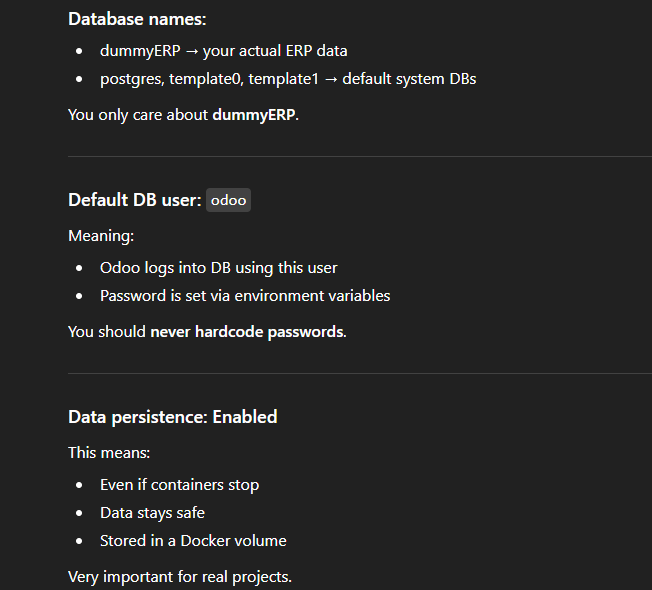 Database names:
• dummyERP → your actual ERP data
• postgres, template0, template1 → default system DBs
You only care about dummyERP.
Default DB user: odoo
Meaning:
• Odoo logs into DB using this user
• Password is set via environment variables
You should never hardcode passwords.
Data persistence: Enabled
This means:
• Even if containers stop
• Data stays safe
• Stored in a Docker volume
Very important for real projects.